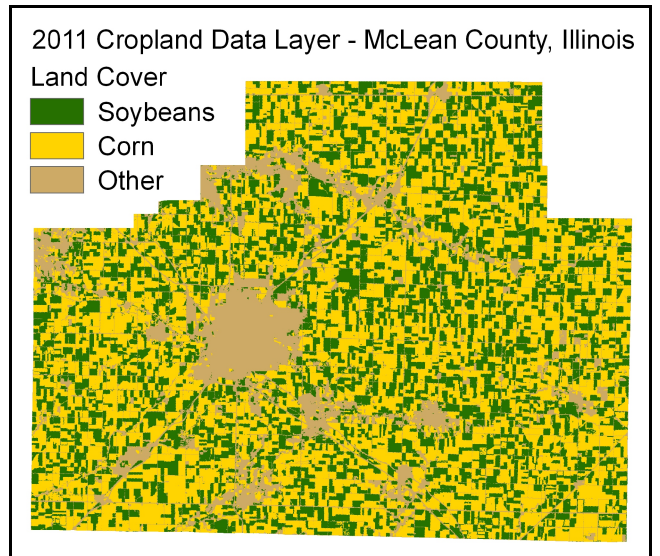 2011 Cropland Data Layer - McLean County, Illinois
Land Cover
Soybeans
Corn
Other